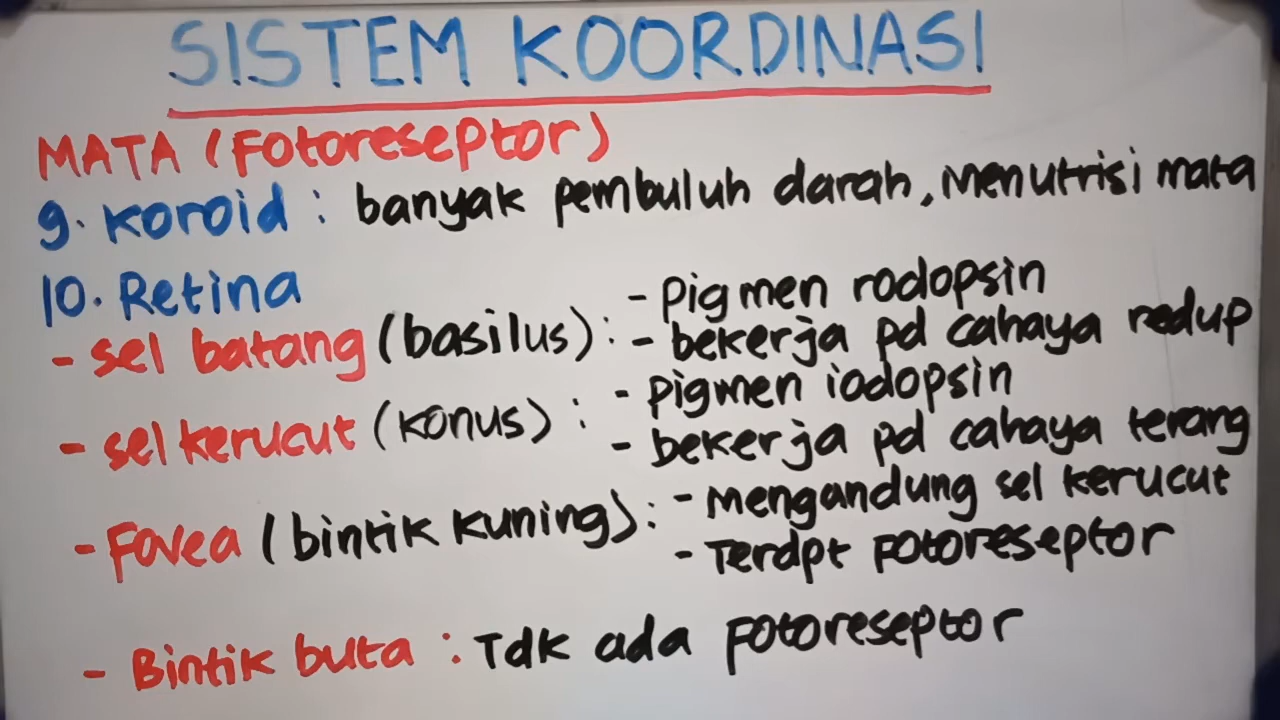 SISTEM KOORDINASI
MATA (Fotoreseptor)
9. Koroid : banyak pembuluh darah, Menutrisi mata
10. Retina
- sel batang (basilus) : - Pigmen rodopsin
- bekerja pd cahaya redup
- sel kerucut (konus) : - Pigmen iodopsin
- bekerja pd cahaya terang
- Fovea (bintik kuning) : - mengandung sel kerucut
- Terdpt Fotoreseptor
- Bintik buta : Tdk ada Fotoreseptor